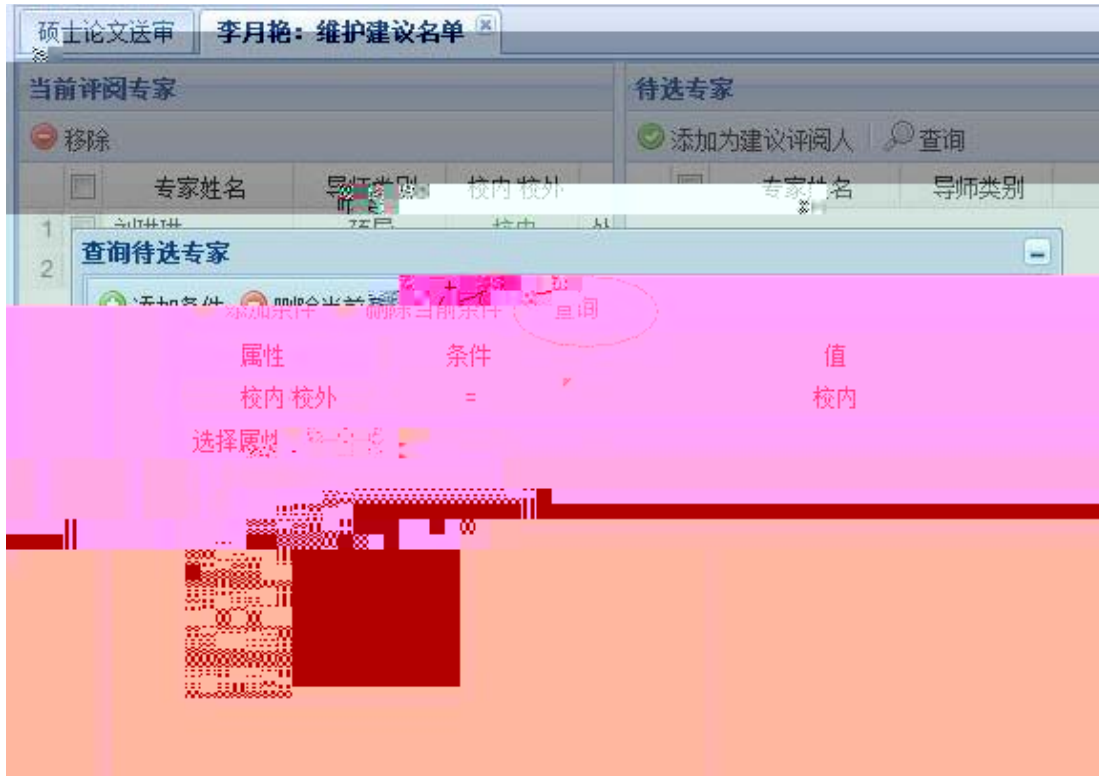 硕士论文送审 李月艳：维护建议名单
当前评阅专家 待选专家
移除 添加为建议评阅人 查询
专家姓名 导师类别 校内 校外 专家姓名 导师类别
1
2 查询待选专家
添加条件 删除当前条件 查询
属性 条件 值
校内 校外 = 校内
选择属性